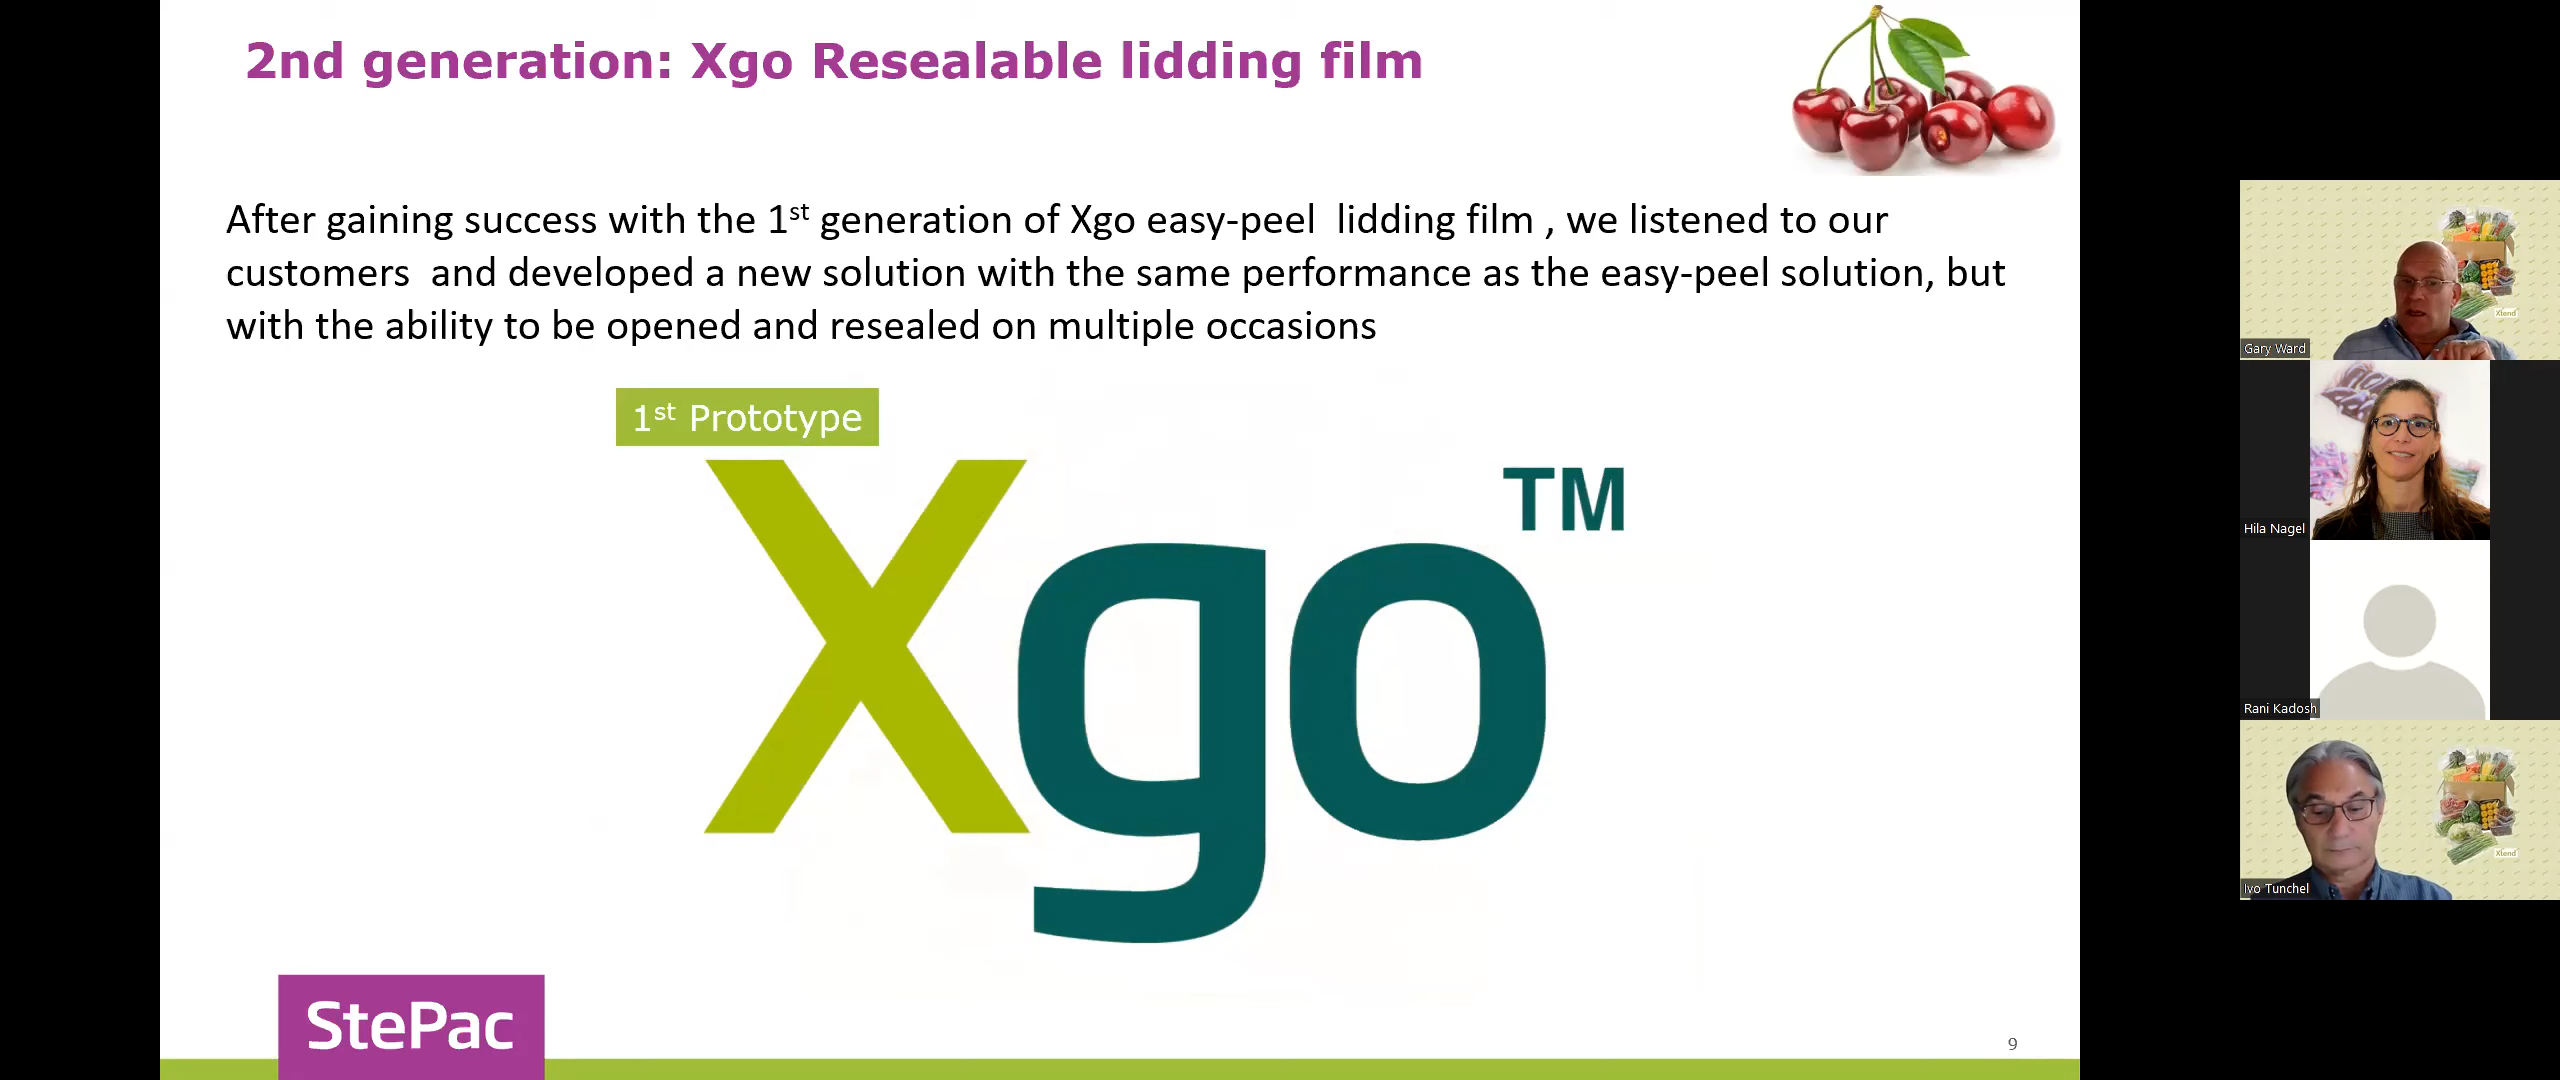 2nd generation: Xgo Resealable lidding film
After gaining success with the 1st generation of Xgo easy-peel lidding film , we listened to our
customers and developed a new solution with the same performance as the easy-peel solution, but
with the ability to be opened and resealed on multiple occasions
1st Prototype
Xgo™
StePac
9
Xtend
Gary Ward
Hila Nagel
Rani Kadosh
Xtend
Ivo Tunchel